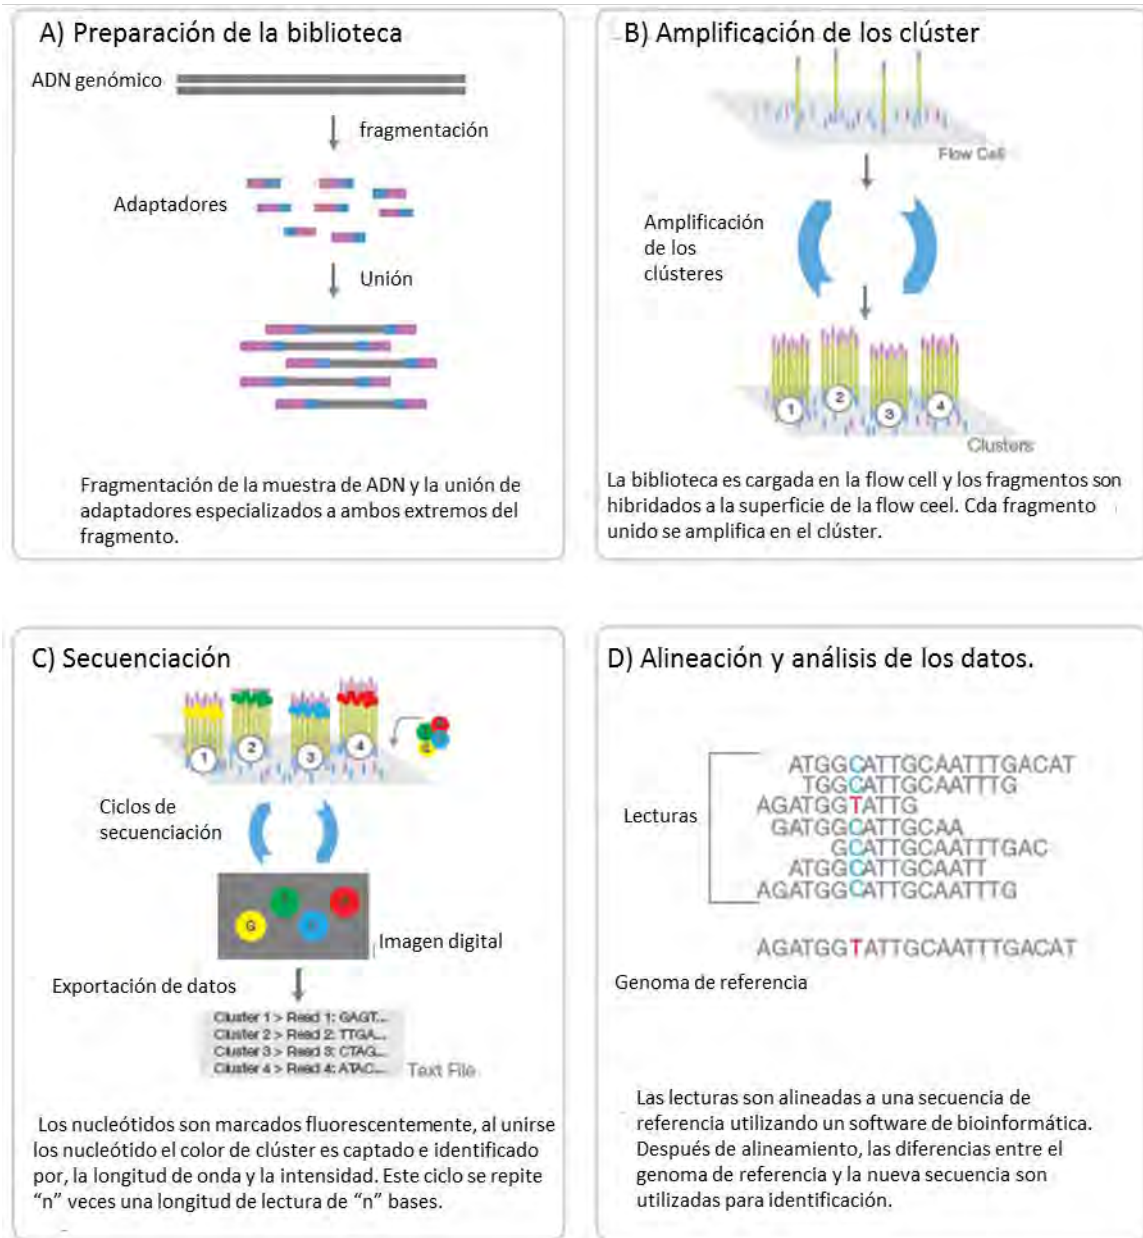 A) Preparación de la biblioteca
ADN genómico
fragmentación
Adaptadores
Unión
Fragmentación de la muestra de ADN y la unión de
adaptadores especializados a ambos extremos del
fragmento.
B) Amplificación de los clúster
Flow Cell
Amplificación
de los
clústeres
1
2
3
4
Clusters
La biblioteca es cargada en la flow cell y los fragmentos son
hibridados a la superficie de la flow ceel. Cda fragmento
unido se amplifica en el clúster.
C) Secuenciación
1
2
3
4
G
Ciclos de
secuenciación
G
Imagen digital
Exportación de datos
Cluster 1 > Read 1: GAGT...
Cluster 2 > Read 2: TTGA...
Cluster 3 > Read 3: CTAG...
Cluster 4 > Read 4: ATAC...
Text File
Los nucleótidos son marcados fluorescentemente, al unirse
los nucleótido el color de clúster es captado e identificado
por, la longitud de onda y la intensidad. Este ciclo se repite
“n” veces una longitud de lectura de “n” bases.
D) Alineación y análisis de los datos.
Lecturas
ATGGCATTGCAATTTGACAT
TGGCATTGCAATTTG
AGATGGTATTG
GATGGCATTGCAA
GCATTGCAATTTGAC
ATGGCATTGCAATT
AGATGGCATTGCAATTTG
AGATGGTATTGCAATTTGACAT
Genoma de referencia
Las lecturas son alineadas a una secuencia de
referencia utilizando un software de bioinformática.
Después de alineamiento, las diferencias entre el
genoma de referencia y la nueva secuencia son
utilizadas para identificación.